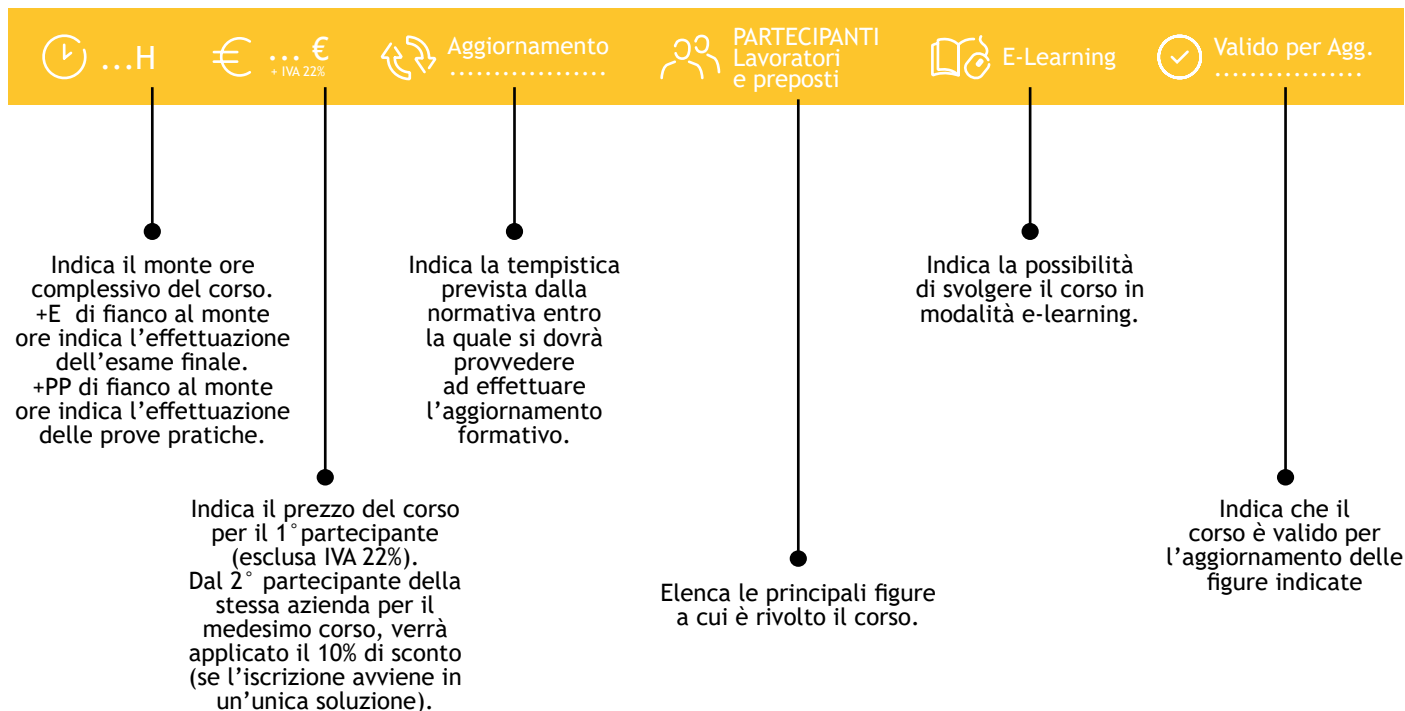 ...H
... €
+ IVA 22%
Aggiornamento
.................
PARTECIPANTI
Lavoratori
e preposti
E-Learning
Valido per Agg.
................
Indica il monte ore
complessivo del corso.
+E  di fianco al monte
ore indica l’effettuazione
dell’esame finale.
+PP di fianco al monte
ore indica l’effettuazione
delle prove pratiche.
Indica il prezzo del corso
per il 1°partecipante
(esclusa IVA 22%).
Dal 2° partecipante della
stessa azienda per il
medesimo corso, verrà
applicato il 10% di sconto
(se l’iscrizione avviene in
un’unica soluzione).
Indica la tempistica
prevista dalla
normativa entro
la quale si dovrà
provvedere
ad effettuare
l’aggiornamento
formativo.
Elenca le principali figure
a cui è rivolto il corso.
Indica la possibilità
di svolgere il corso in
modalità e-learning.
Indica che il
corso è valido per
l’aggiornamento delle
figure indicate